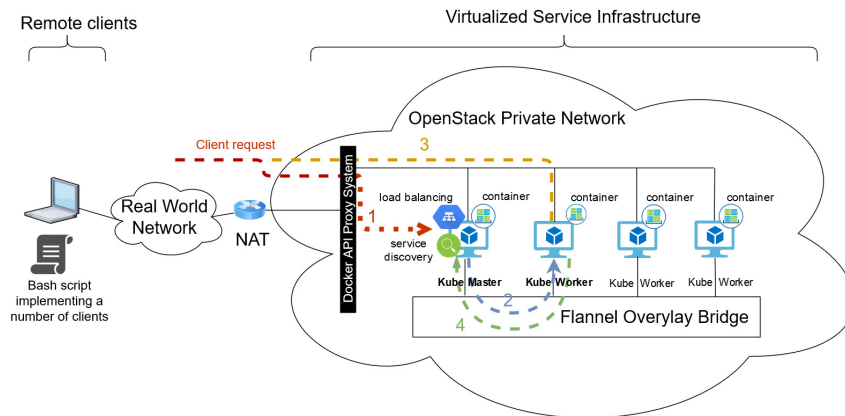 Remote clients
Virtualized Service Infrastructure
OpenStack Private Network
Client request
3
Docker API Proxy System
load balancing
container
container
container
container
1
service
discovery
Real World
Network
NAT
Bash script
implementing a
number of clients
Kube Master
Kube Worker
Kube Worker
Kube Worker
2
4
Flannel Overylay Bridge